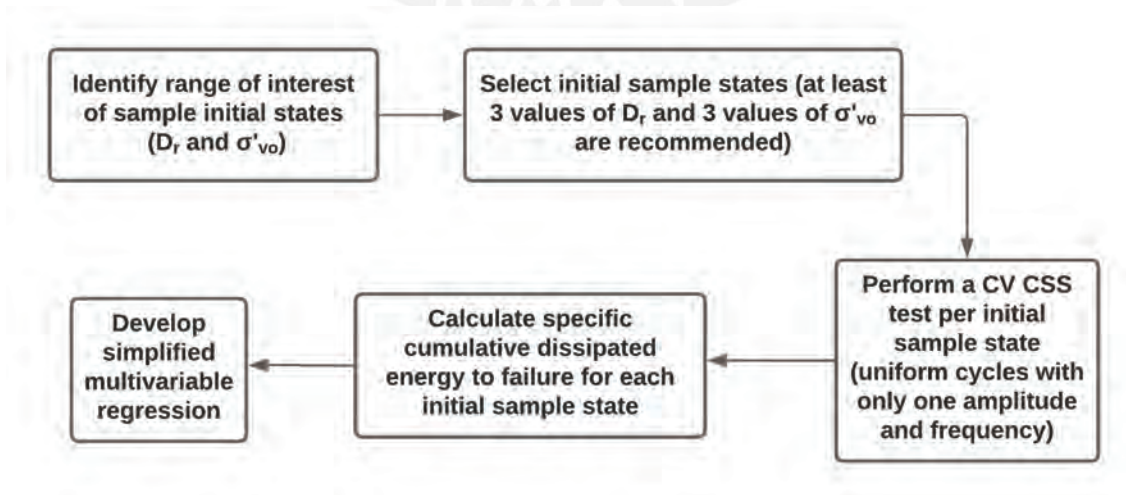 Identify range of interest
of sample initial states
(Dᵣ and σ'ᵥₒ)
Select initial sample states (at least
3 values of Dᵣ and 3 values of σ'ᵥₒ
are recommended)
Perform a CV CSS
test per initial
sample state
(uniform cycles with
only one amplitude
and frequency)
Calculate specific
cumulative dissipated
energy to failure for each
initial sample state
Develop
simplified
multivariable
regression